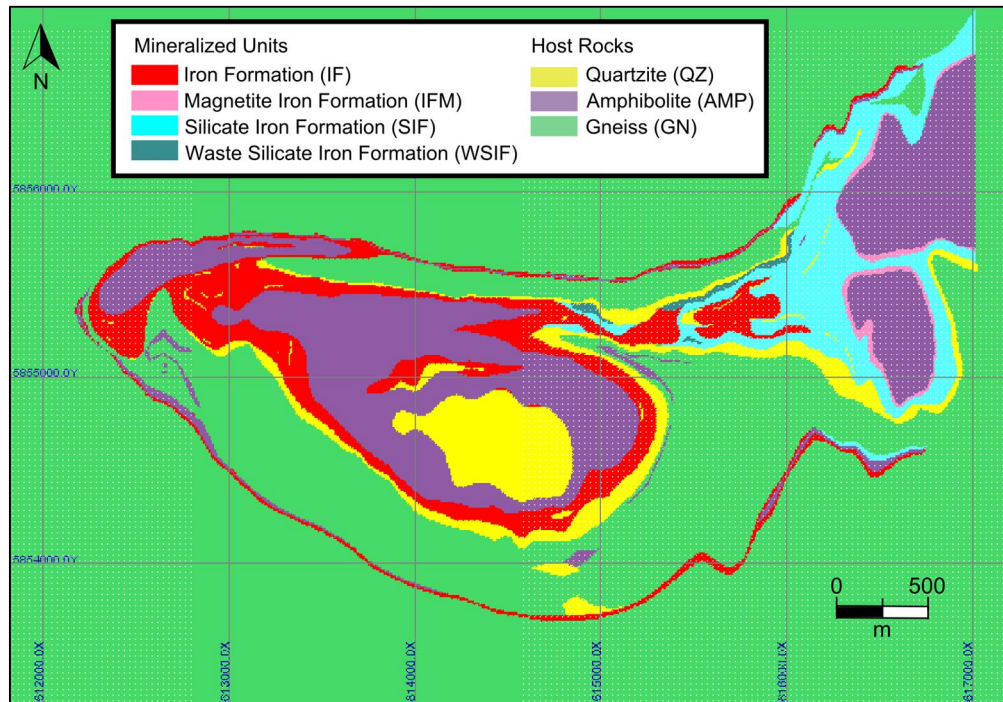 N
Mineralized Units
Iron Formation (IF)
Magnetite Iron Formation (IFM)
Silicate Iron Formation (SIF)
Waste Silicate Iron Formation (WSIF)
Host Rocks
Quartzite (QZ)
Amphibolite (AMP)
Gneiss (GN)
5856000.0Y
5855000.0Y
5854000.0Y
0 500
m
612000.0X
613000.0X
614000.0X
615000.0X
616000.0X
617000.0X